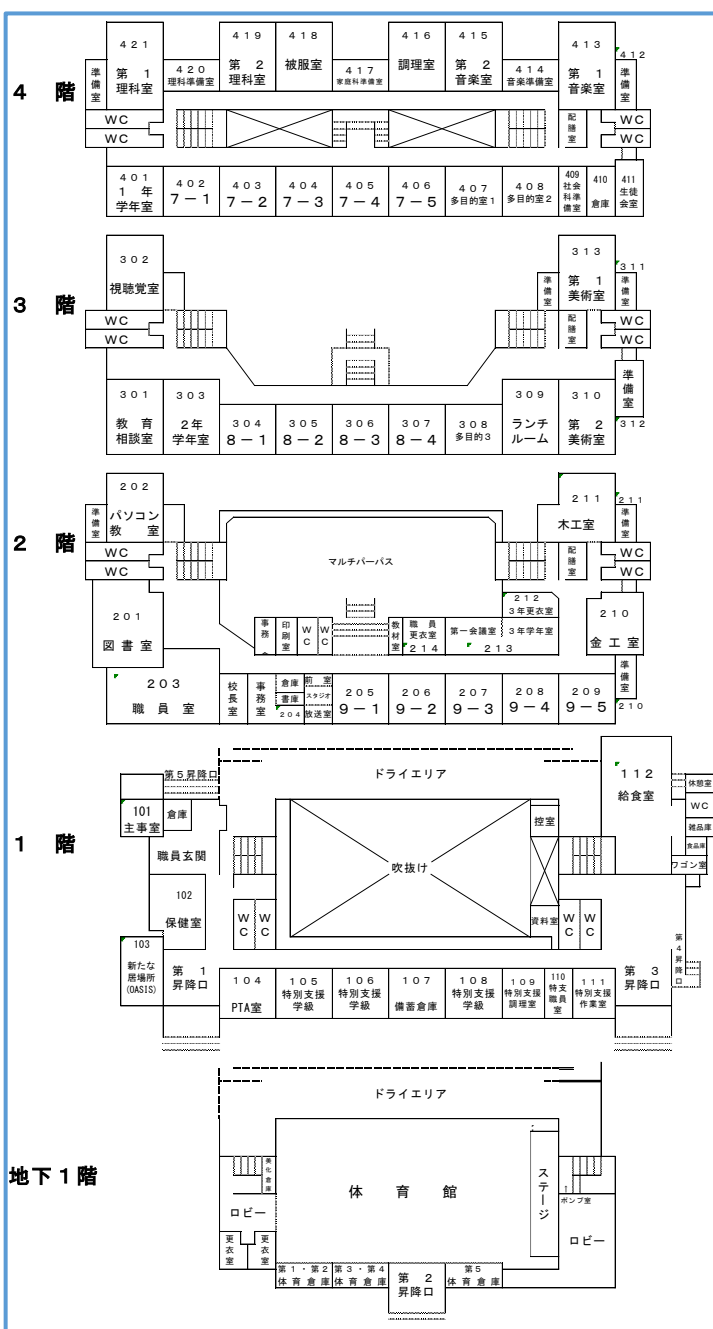 ４　階
４２１
第　１
理科室
準備室
４２０
理科準備室
４１９
第　２
理科室
４１８
被服室
４１７
家庭科準備室
４１６
調理室
４１５
第　２
音楽室
４１４
音楽準備室
４１３
第　１
音楽室
４１２
準備室
ＷＣ
ＷＣ
配膳室
ＷＣ
ＷＣ
４０１
１　年
学年室
４０２
７－１
４０３
７－２
４０４
７－３
４０５
７－４
４０６
７－５
４０７
多目的室１
４０８
多目的室２
409
社会
科準
備室
410
倉庫
411
生徒
会室
３　階
３０２
視聴覚室
準備室
３１３
第　１
美術室
３１１
準備室
ＷＣ
ＷＣ
配膳室
ＷＣ
ＷＣ
３０１
教　育
相談室
３０３
２年
学年室
３０４
８－１
３０５
８－２
３０６
８－３
３０７
８－４
３０８
多目的３
３０９
ランチ
ルーム
３１０
第　２
美術室
準備室
３１２
２　階
２０２
パソコン
教　室
準備室
マルチパーパス
２１１
木工室
２１１
準備室
ＷＣ
ＷＣ
配膳室
ＷＣ
ＷＣ
２０１
図書室
事務
印刷室
ＷＣ
ＷＣ
教材室
職　員
更衣室
２１４
第一会議室
２１３
２１２
３年更衣室
３年学年室
２１０
金工室
２０３
職　員　室
校長室
事務室
倉庫
書庫
２０４
前　室
スタジオ
放送室
２０５
９－１
２０６
９－２
２０７
９－３
２０８
９－４
２０９
９－５
準備室
２１０
１　階
第５昇降口
ドライエリア
１１２
給食室
休憩室
ＷＣ
雑品庫
食品庫
ワゴン室
101
主事室
倉庫
控室
職員玄関
吹抜け
102
保健室
ＷＣ
ＷＣ
資料室
ＷＣ
ＷＣ
103
新たな
居場所
(OASIS)
第　１
昇降口
１０４
PTA室
１０５
特別支援
学級
１０６
特別支援
学級
１０７
備蓄倉庫
１０８
特別支援
学級
１０９
特別支援
調理室
110
特支
職員
室
１１１
特別支援
作業室
第　３
昇降口
第４昇降口
地下１階
ドライエリア
美化倉庫
体　育　館
ステージ
ポンプ室
ロビー
ロビー
更衣室
更衣室
第１・第２
体育倉庫
第３・第４
体育倉庫
第　２
昇降口
第５
体育倉庫